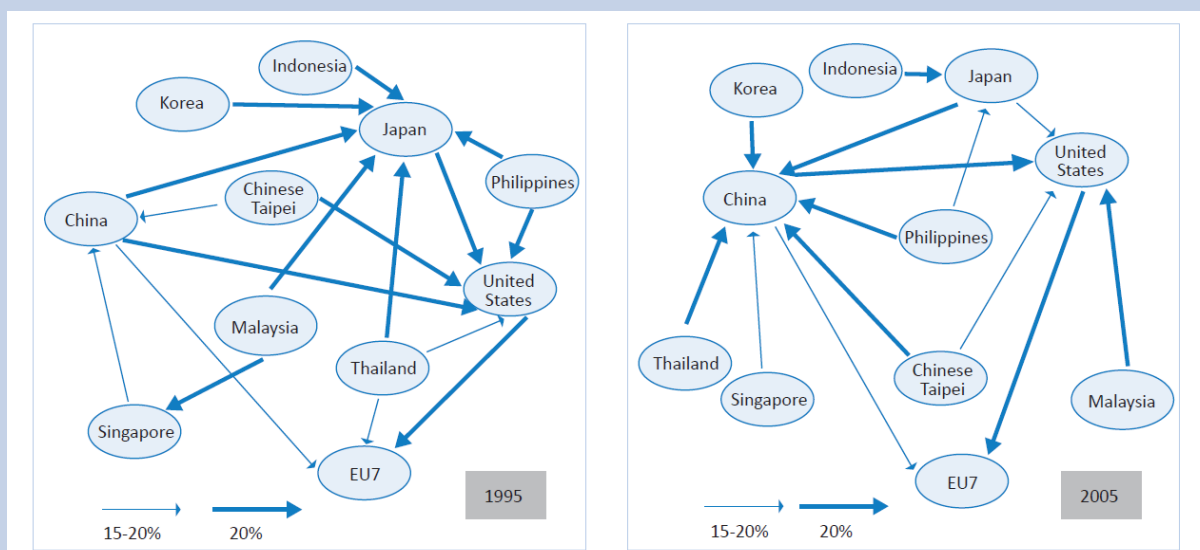 Indonesia
Korea
Japan
Philippines
Chinese
Taipei
China
United
States
Malaysia
Thailand
Singapore
EU7
1995
15-20%
20%
Indonesia
Japan
Korea
United
States
China
Philippines
Thailand
Chinese
Taipei
Singapore
Malaysia
EU7
2005
15-20%
20%